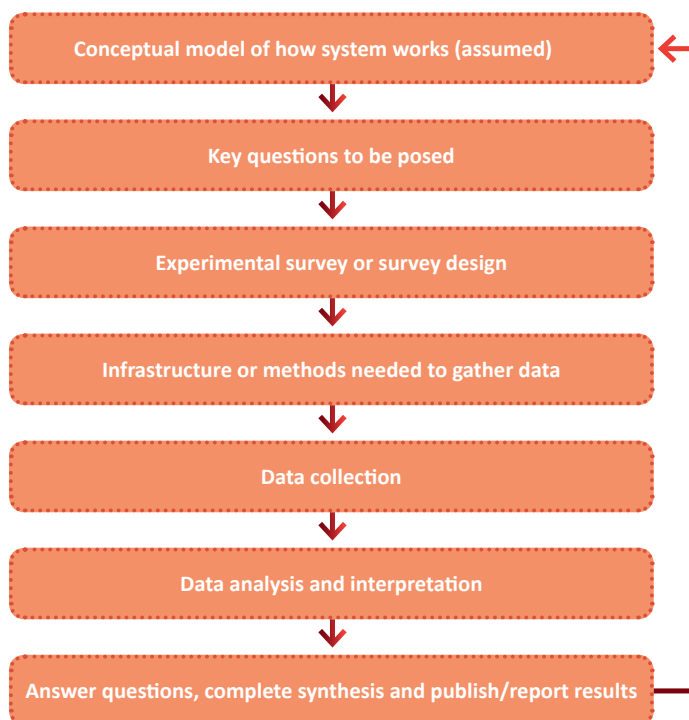 Conceptual model of how system works (assumed)
Key questions to be posed
Experimental survey or survey design
Infrastructure or methods needed to gather data
Data collection
Data analysis and interpretation
Answer questions, complete synthesis and publish/report results